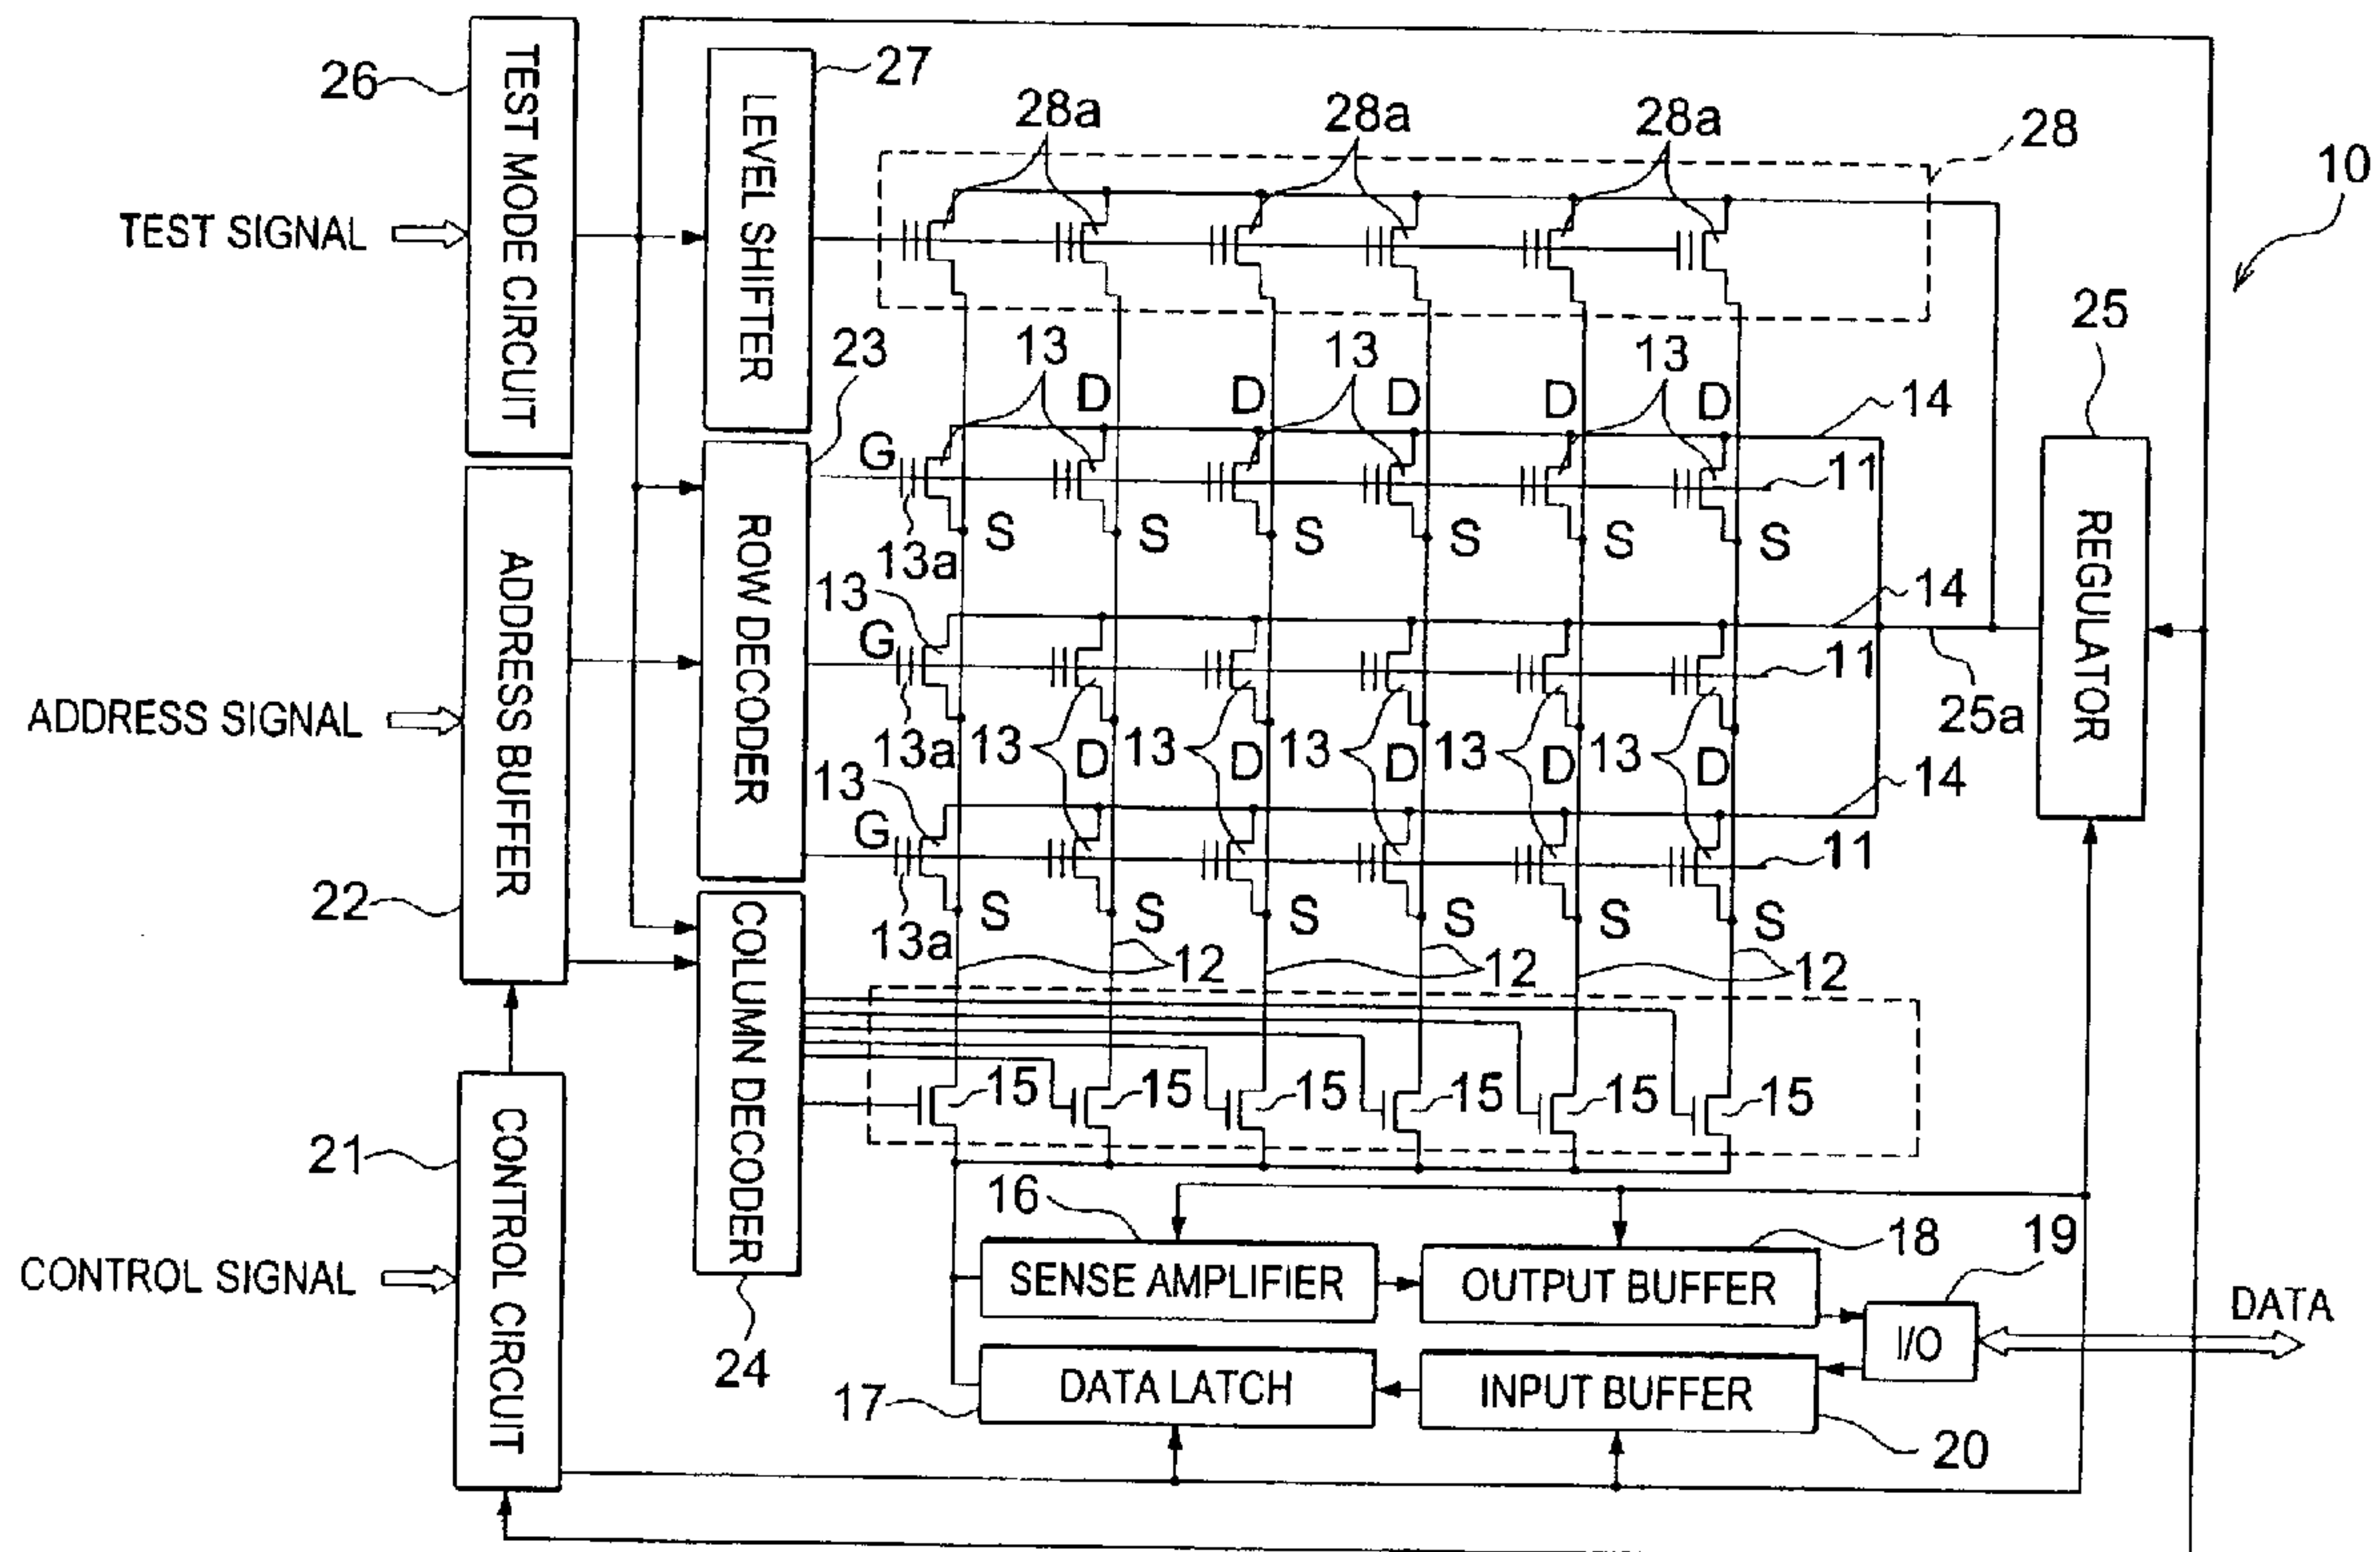 26
TEST MODE CIRCUIT
27
LEVEL SHIFTER
28a
28a
28a
28
10
TEST SIGNAL
23
13
13
13
25
D
D
D
D
D
14
G
11
S
S
S
S
S
S
13a
ROW DECODER
REGULATOR
ADDRESS BUFFER
13
14
G
11
25a
ADDRESS SIGNAL
13a
13
D
13
D
13
D
13
D
13
D
13
14
G
11
22
S
S
S
S
S
S
13a
12
12
12
COLUMN DECODER
15
15
15
15
15
15
21
CONTROL CIRCUIT
16
18
19
CONTROL SIGNAL
SENSE AMPLIFIER
OUTPUT BUFFER
DATA
I/O
24
17
DATA LATCH
INPUT BUFFER
20